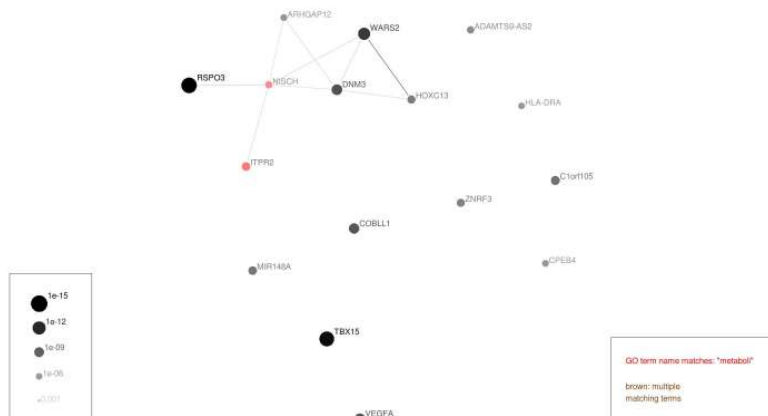 ARHGAP12
WARS2
ADAMTS9-AS2
RSPO3
NISCH
DNM3
HOXC13
HLA-DRA
ITPR2
C1orf105
ZNRF3
COBLL1
CPEB4
MIR148A
1e-15
1e-12
TBX15
1e-09
GO term name matches: "metaboli"
1e-06
brown: multiple
matching terms
0.001
VEGFA